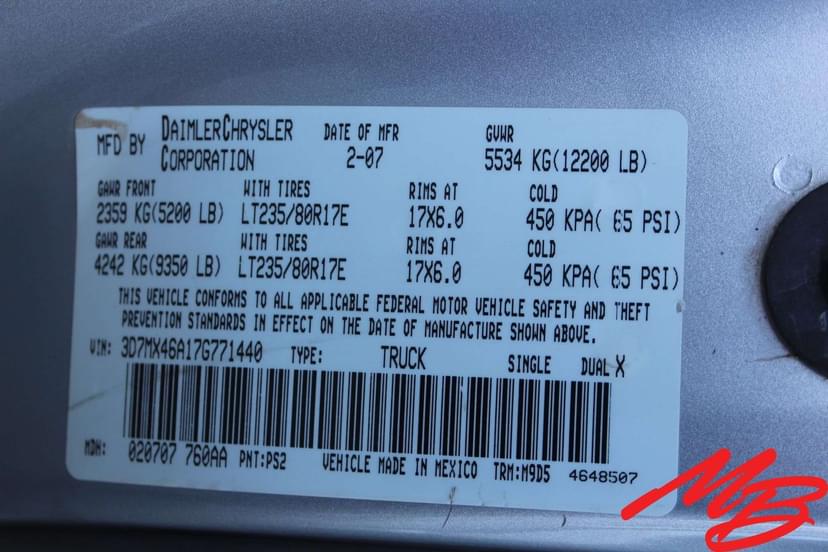 MFD BY DAIMLERCHRYSLER CORPORATION
DATE OF MFR 2-07
GVWR 5534 KG(12200 LB)
GAWR FRONT WITH TIRES RIMS AT COLD
2359 KG(5200 LB) LT235/80R17E 17X6.0 450 KPA( 65 PSI)
GAWR REAR WITH TIRES RIMS AT COLD
4242 KG(9350 LB) LT235/80R17E 17X6.0 450 KPA( 65 PSI)
THIS VEHICLE CONFORMS TO ALL APPLICABLE FEDERAL MOTOR VEHICLE SAFETY AND THEFT
PREVENTION STANDARDS IN EFFECT ON THE DATE OF MANUFACTURE SHOWN ABOVE.
VIN: 3D7MX46A17G771440 TYPE: TRUCK SINGLE DUAL X
MDH: 020707 760AA PNT:PS2 VEHICLE MADE IN MEXICO TRM:M9D5 4648507
MB